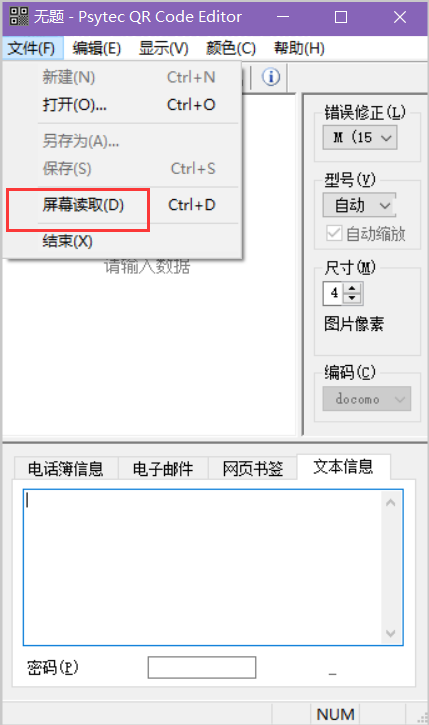 无题 - Psytec QR Code Editor
文件(F) 编辑(E) 显示(V) 颜色(C) 帮助(H)
新建(N) Ctrl+N
打开(O)... Ctrl+O
另存为(A)...
保存(S) Ctrl+S
屏幕读取(D) Ctrl+D
结束(X)
请输入数据
错误修正(L)
M (15
型号(V)
自动
自动缩放
尺寸(M)
4
图片像素
编码(C)
docomo
电话簿信息 电子邮件 网页书签 文本信息
密码(P) _
NUM